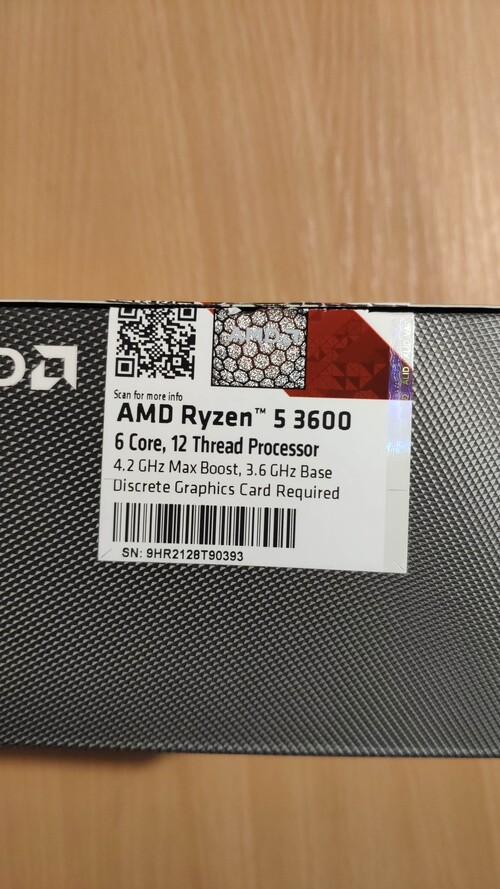 Scan for more info
AMD Ryzen™ 5 3600
6 Core, 12 Thread Processor
4.2 GHz Max Boost, 3.6 GHz Base
Discrete Graphics Card Required
SN: 9HR2128T90393